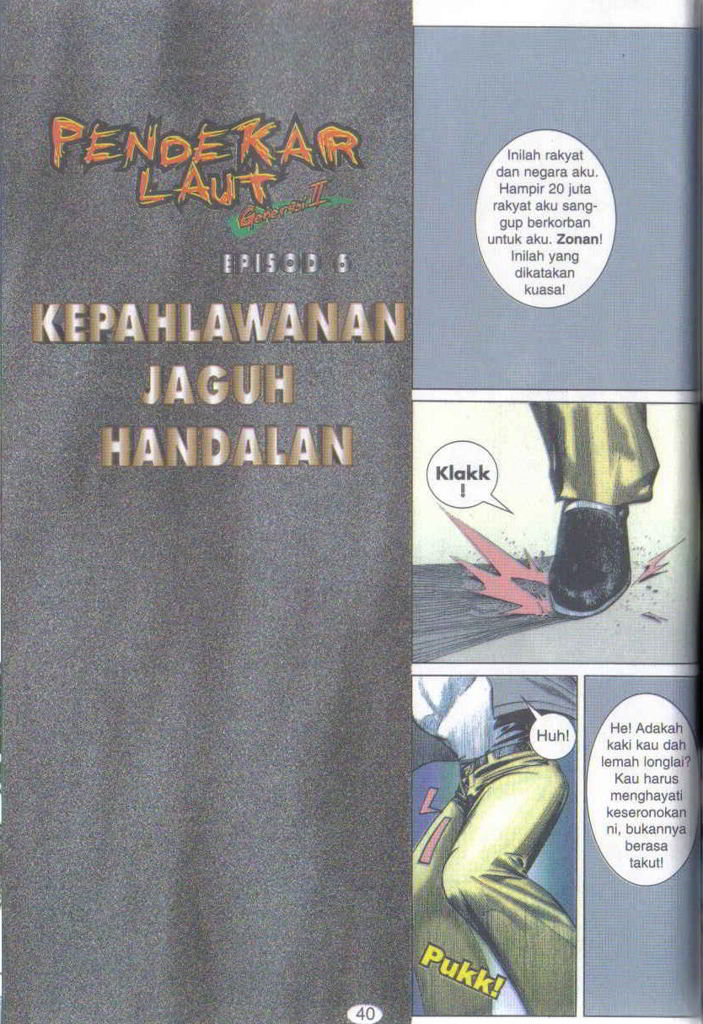 PENDEKAR
LAUT
Generasi II
EPISOD 6
KEPAHLAWANAN
JAGUH
HANDALAN
Inilah rakyat
dan negara aku.
Hampir 20 juta
rakyat aku sang-
gup berkorban
untuk aku. Zonan!
Inilah yang
dikatakan
kuasa!
Klakk
!
Huh!
He! Adakah
kaki kau dah
lemah longlai?
Kau harus
menghayati
keseronokan
ni, bukannya
berasa
takut!
Pukk!
40